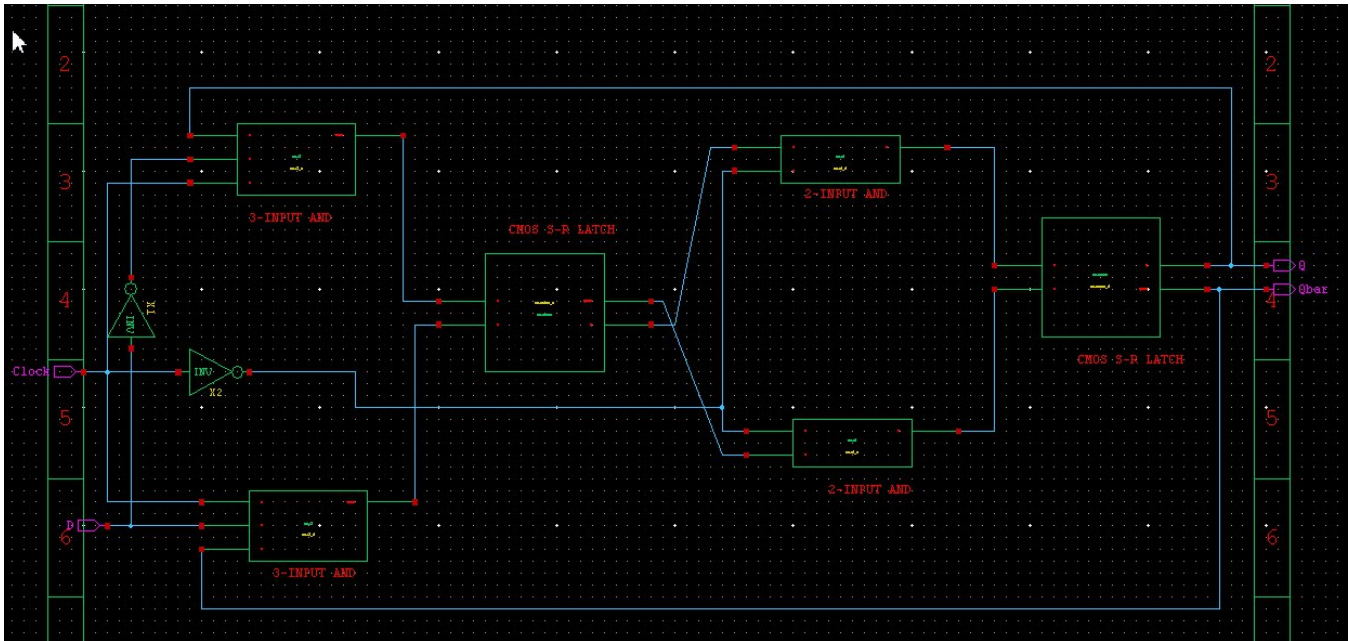 2
2
3
3
3-INPUT AND
2-INPUT AND
CMOS S-R LATCH
4
4
INV
X1
Q
Qbar
CMOS S-R LATCH
Clock
INV
X2
5
5
2-INPUT AND
D
6
6
3-INPUT AND